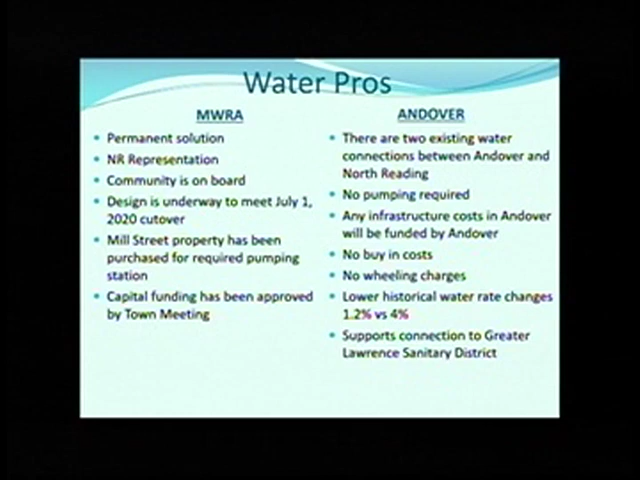 Water Pros
MWRA
• Permanent solution
• NR Representation
• Community is on board
• Design is underway to meet July 1,
2020 cutover
• Mill Street property has been
purchased for required pumping
station
• Capital funding has been approved
by Town Meeting
ANDOVER
• There are two existing water
connections between Andover and
North Reading
• No pumping required
• Any infrastructure costs in Andover
will be funded by Andover
• No buy in costs
• No wheeling charges
• Lower historical water rate changes
1.2% vs 4%
• Supports connection to Greater
Lawrence Sanitary District